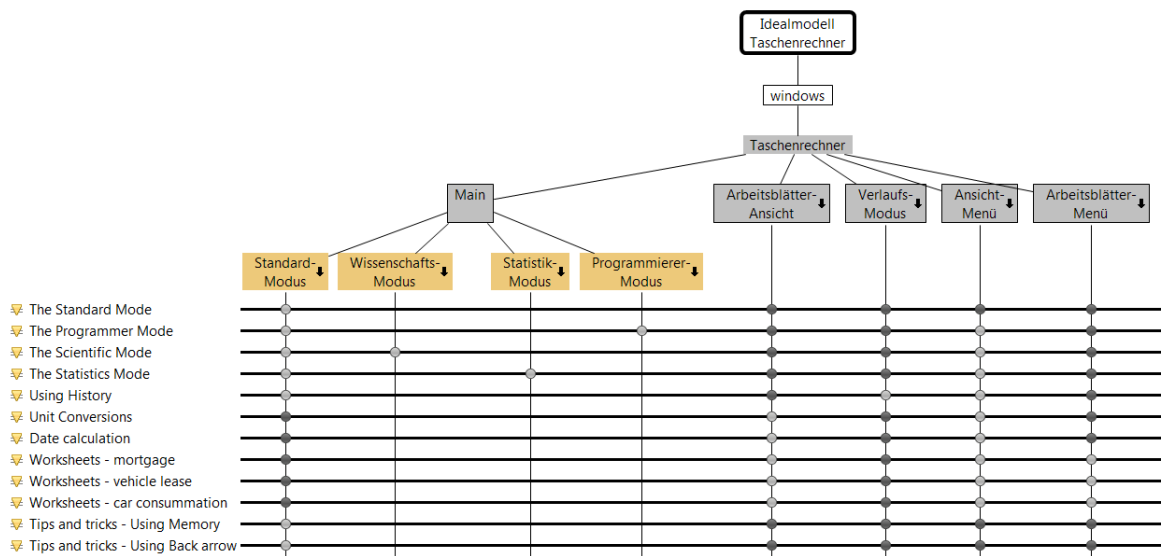 Idealmodell
Taschenrechner
windows
Taschenrechner
Main
Arbeitsblätter-
Ansicht
Verlaufs-
Modus
Ansicht-
Menü
Arbeitsblätter-
Menü
Standard-
Modus
Wissenschafts-
Modus
Statistik-
Modus
Programmierer-
Modus
The Standard Mode
The Programmer Mode
The Scientific Mode
The Statistics Mode
Using History
Unit Conversions
Date calculation
Worksheets - mortgage
Worksheets - vehicle lease
Worksheets - car consummation
Tips and tricks - Using Memory
Tips and tricks - Using Back arrow